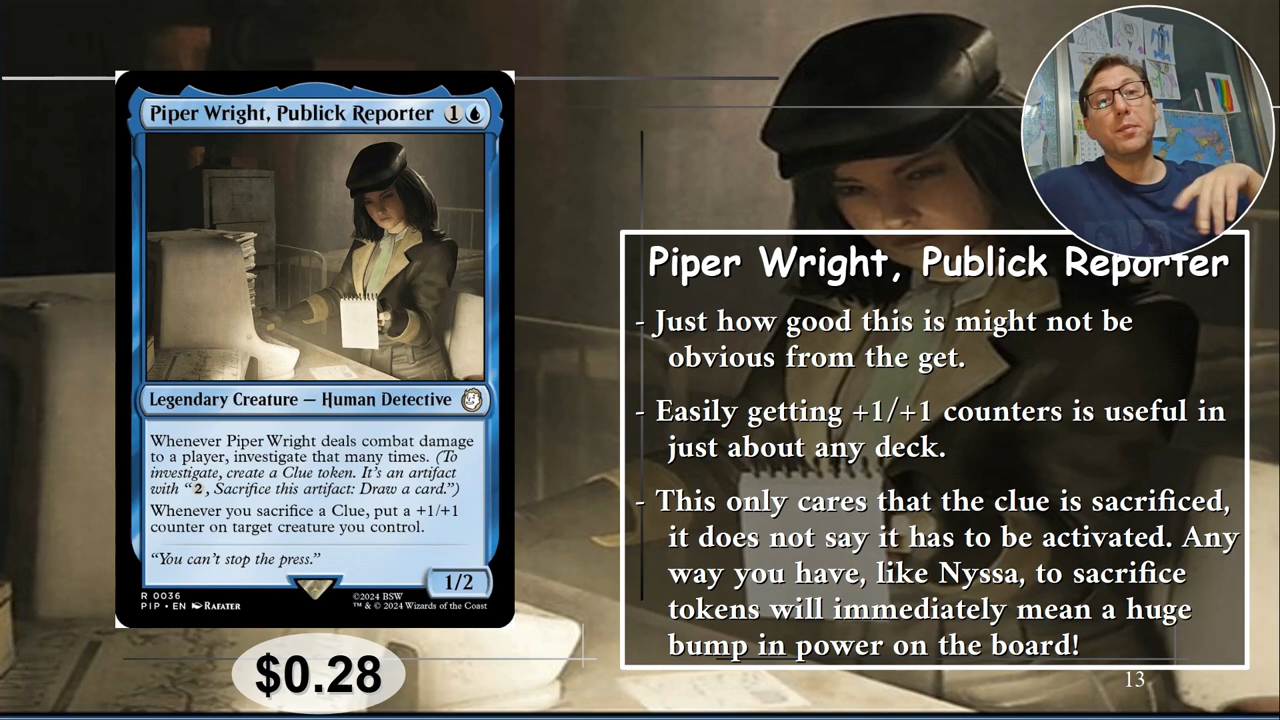 Piper Wright, Publick Reporter 1
Legendary Creature — Human Detective
Whenever Piper Wright deals combat damage
to a player, investigate that many times. (To
investigate, create a Clue token. It's an artifact
with “2, Sacrifice this artifact: Draw a card.”)
Whenever you sacrifice a Clue, put a +1/+1
counter on target creature you control.
“You can't stop the press.”
1/2
R 0036
PIP • EN Rafater
©2024 BSW
™ & © 2024 Wizards of the Coast
$0.28
Piper Wright, Publick Reporter
- Just how good this is might not be
obvious from the get.
- Easily getting +1/+1 counters is useful in
just about any deck.
- This only cares that the clue is sacrificed,
it does not say it has to be activated. Any
way you have, like Nyssa, to sacrifice
tokens will immediately mean a huge
bump in power on the board!
13